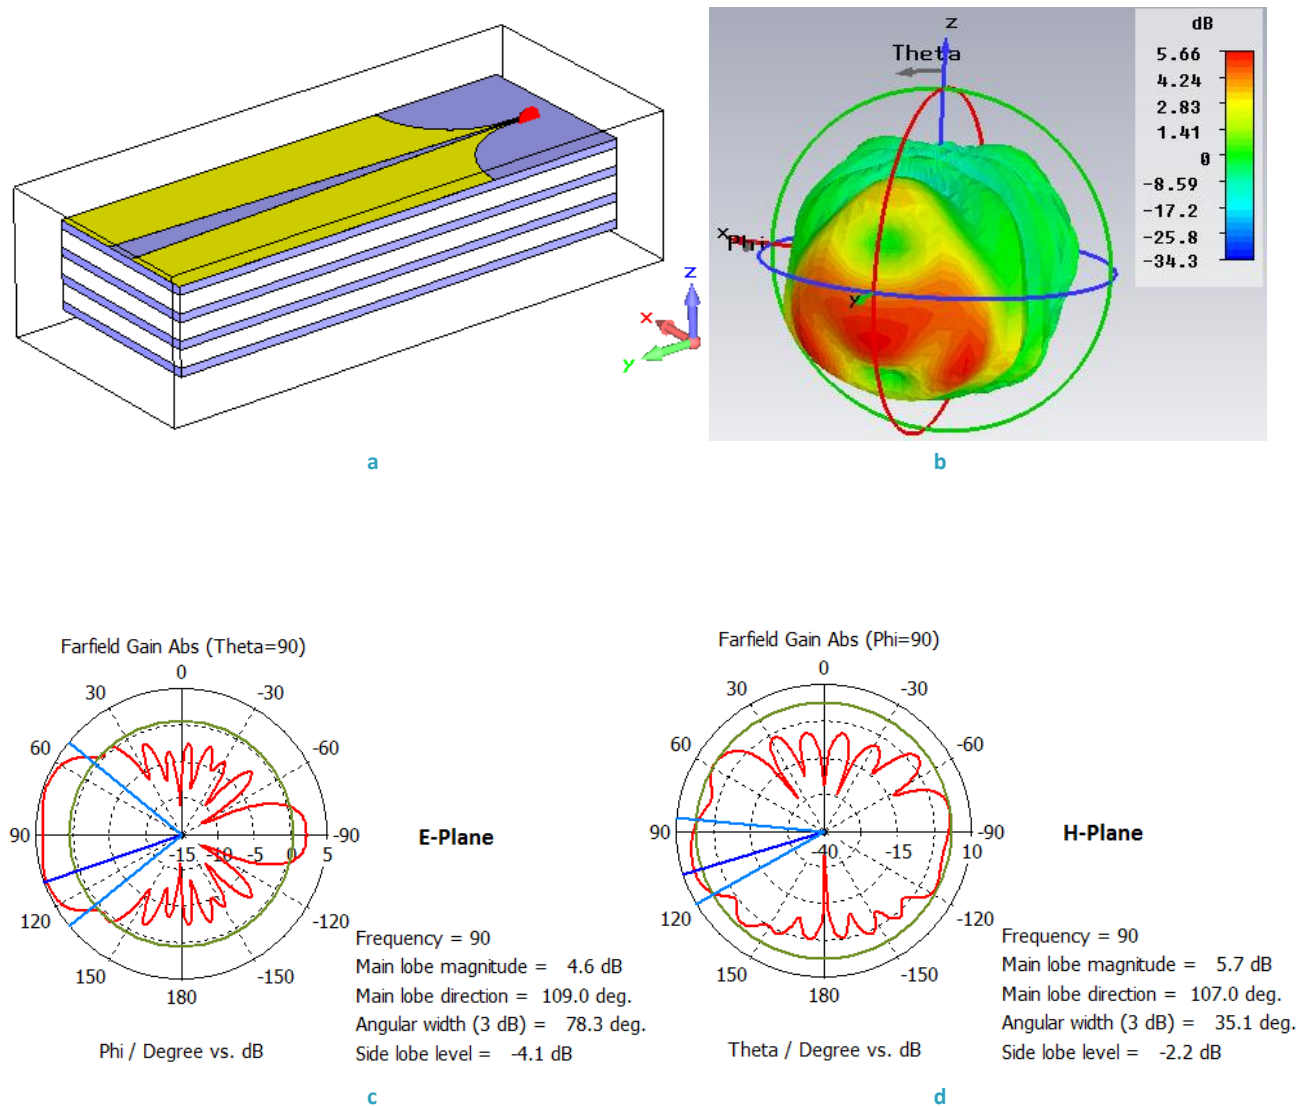 z
x
y
a
dB
5.66
4.24
2.83
1.41
0
-8.59
-17.2
-25.8
-34.3
z
Theta
x
Phi
y
b
Farfield Gain Abs (Theta=90)
0
30
-30
60
-60
90
-90
-15
-10
-5
0
5
120
-120
150
-150
180
E-Plane
Frequency = 90
Main lobe magnitude = 4.6 dB
Main lobe direction = 109.0 deg.
Angular width (3 dB) = 78.3 deg.
Side lobe level = -4.1 dB
Phi / Degree vs. dB
c
Farfield Gain Abs (Phi=90)
0
30
-30
60
-60
90
-90
-40
-15
10
120
-120
150
-150
180
H-Plane
Frequency = 90
Main lobe magnitude = 5.7 dB
Main lobe direction = 107.0 deg.
Angular width (3 dB) = 35.1 deg.
Side lobe level = -2.2 dB
Theta / Degree vs. dB
d